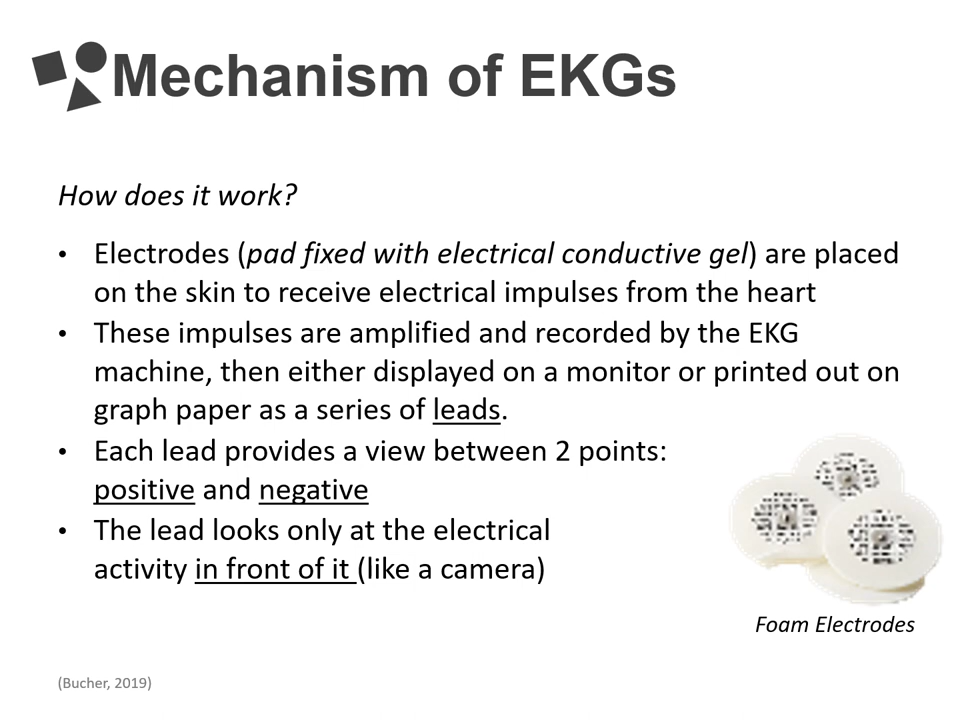 Mechanism of EKGs
How does it work?
• Electrodes (pad fixed with electrical conductive gel) are placed
on the skin to receive electrical impulses from the heart
• These impulses are amplified and recorded by the EKG
machine, then either displayed on a monitor or printed out on
graph paper as a series of leads.
• Each lead provides a view between 2 points:
positive and negative
• The lead looks only at the electrical
activity in front of it (like a camera)
Foam Electrodes
(Bucher, 2019)